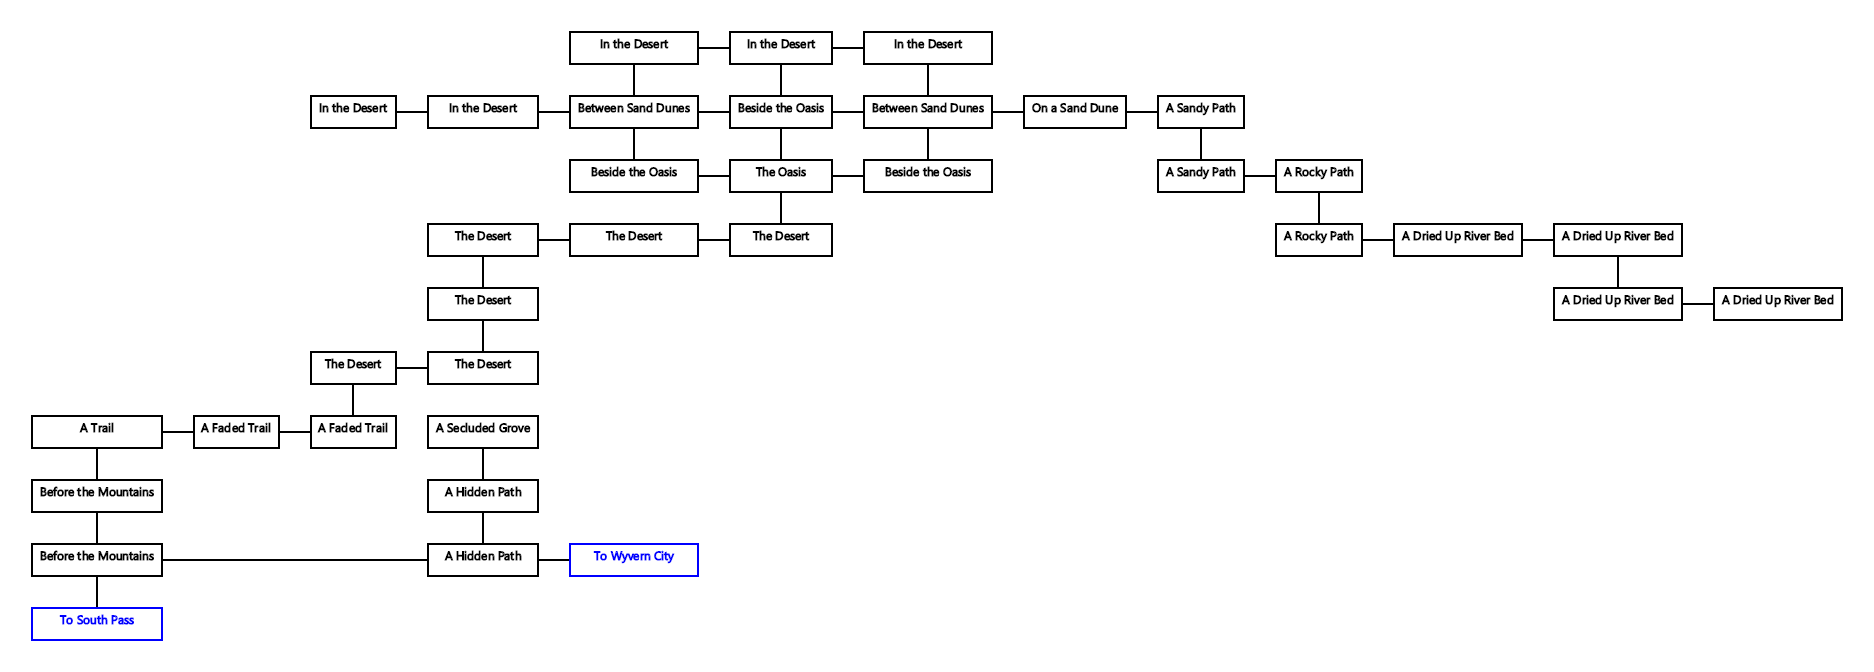 In the Desert
In the Desert
In the Desert
In the Desert
In the Desert
Between Sand Dunes
Beside the Oasis
Between Sand Dunes
On a Sand Dune
A Sandy Path
Beside the Oasis
The Oasis
Beside the Oasis
A Sandy Path
A Rocky Path
The Desert
The Desert
The Desert
A Rocky Path
A Dried Up River Bed
A Dried Up River Bed
The Desert
A Dried Up River Bed
A Dried Up River Bed
The Desert
The Desert
A Trail
A Faded Trail
A Faded Trail
A Secluded Grove
Before the Mountains
A Hidden Path
Before the Mountains
A Hidden Path
To Wyvern City
To South Pass